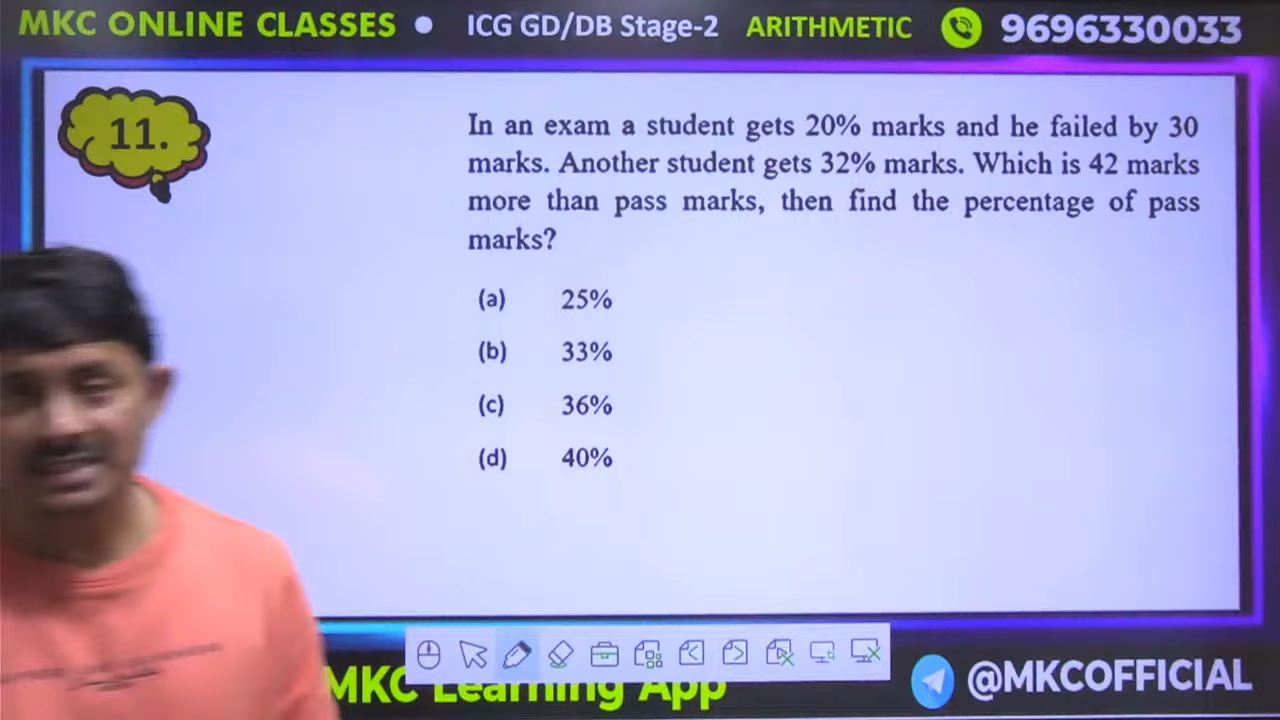 MKC ONLINE CLASSES • ICG GD/DB Stage-2 ARITHMETIC 9696330033
11.
In an exam a student gets 20% marks and he failed by 30
marks. Another student gets 32% marks. Which is 42 marks
more than pass marks, then find the percentage of pass
marks?
(a) 25%
(b) 33%
(c) 36%
(d) 40%
MKC Learning App
@MKCOFFICIAL